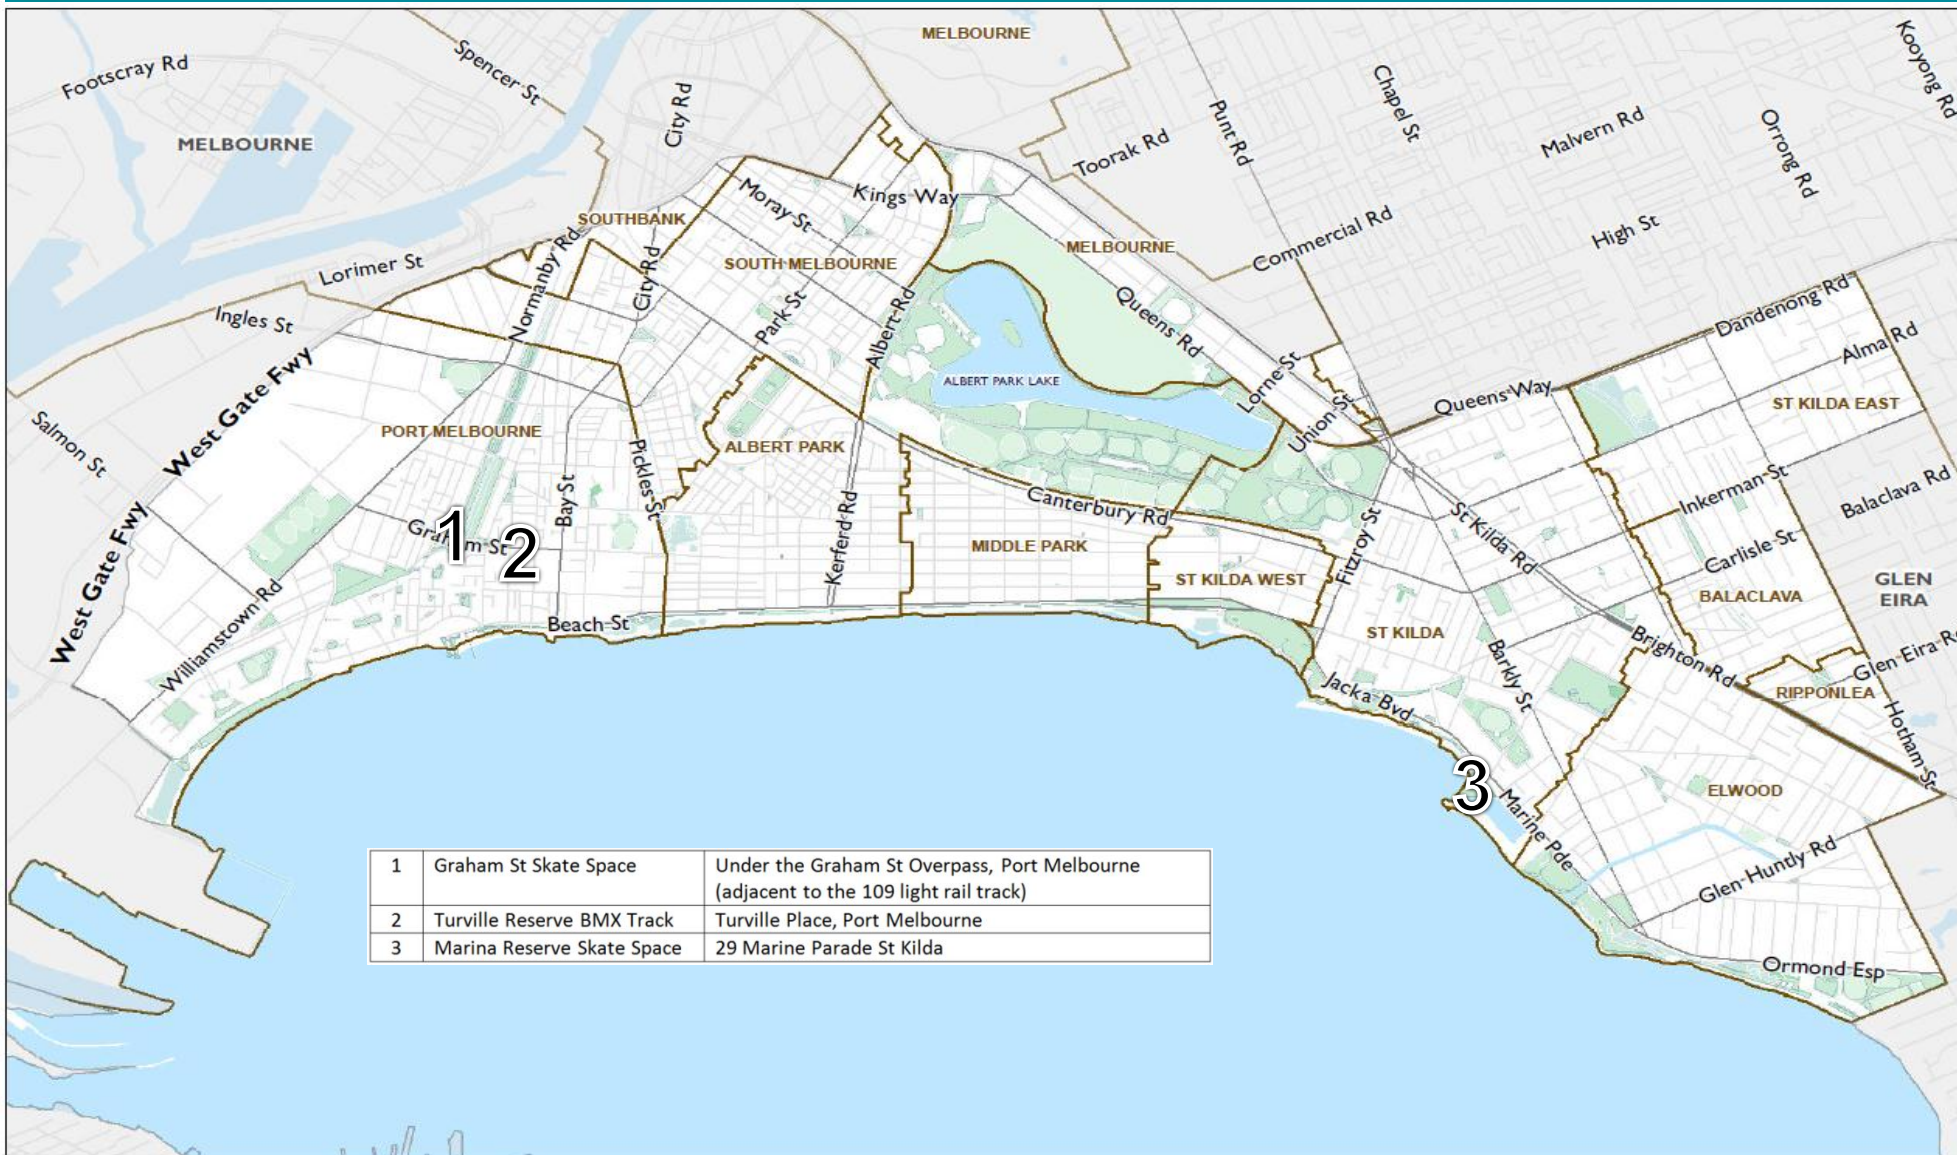 MELBOURNE
Kooyong Rd
Spencer St
Footscray Rd
Chapel St
City Rd
Punt Rd
Malvern Rd
Orrong Rd
MELBOURNE
Toorak Rd
Kings Way
Moray St
SOUTHBANK
High St
Commercial Rd
MELBOURNE
Normanby Rd
SOUTH MELBOURNE
Lorimer St
City Rd
Dandenong Rd
Park St
Queens Rd
Ingles St
Albert Rd
Alma Rd
West Gate Fwy
ALBERT PARK LAKE
Lorne St
Queens Way
ST KILDA EAST
Union St
PORT MELBOURNE
Salmon St
ALBERT PARK
Pickles St
Inkerman St
Balaclava Rd
Bay St
Canterbury Rd
St Kilda Rd
1
Graham St
2
Kerferd Rd
MIDDLE PARK
Fitzroy St
Carlisle St
West Gate Fwy
ST KILDA WEST
GLEN
EIRA
BALACLAVA
Williamstown Rd
Beach St
ST KILDA
Brighton Rd
Glen Eira R
Barkly St
RIPPONLEA
Jacka Bvd
Hotham St
3
ELWOOD
Marine Pde
Glen Huntly Rd
1 Graham St Skate Space Under the Graham St Overpass, Port Melbourne
(adjacent to the 109 light rail track)
2 Turville Reserve BMX Track Turville Place, Port Melbourne
3 Marina Reserve Skate Space 29 Marine Parade St Kilda
Ormond Esp